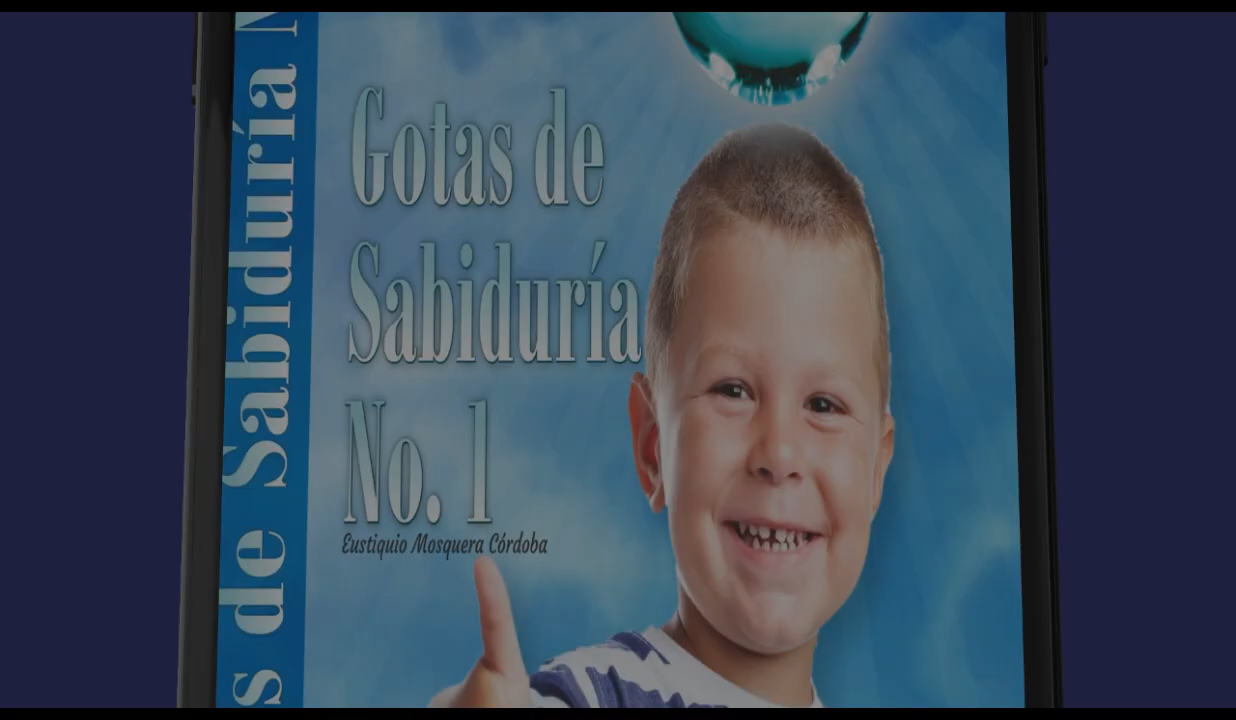 s de Sabiduría N
Gotas de
Sabiduría
No. 1
Eustiquio Mosquera Córdoba